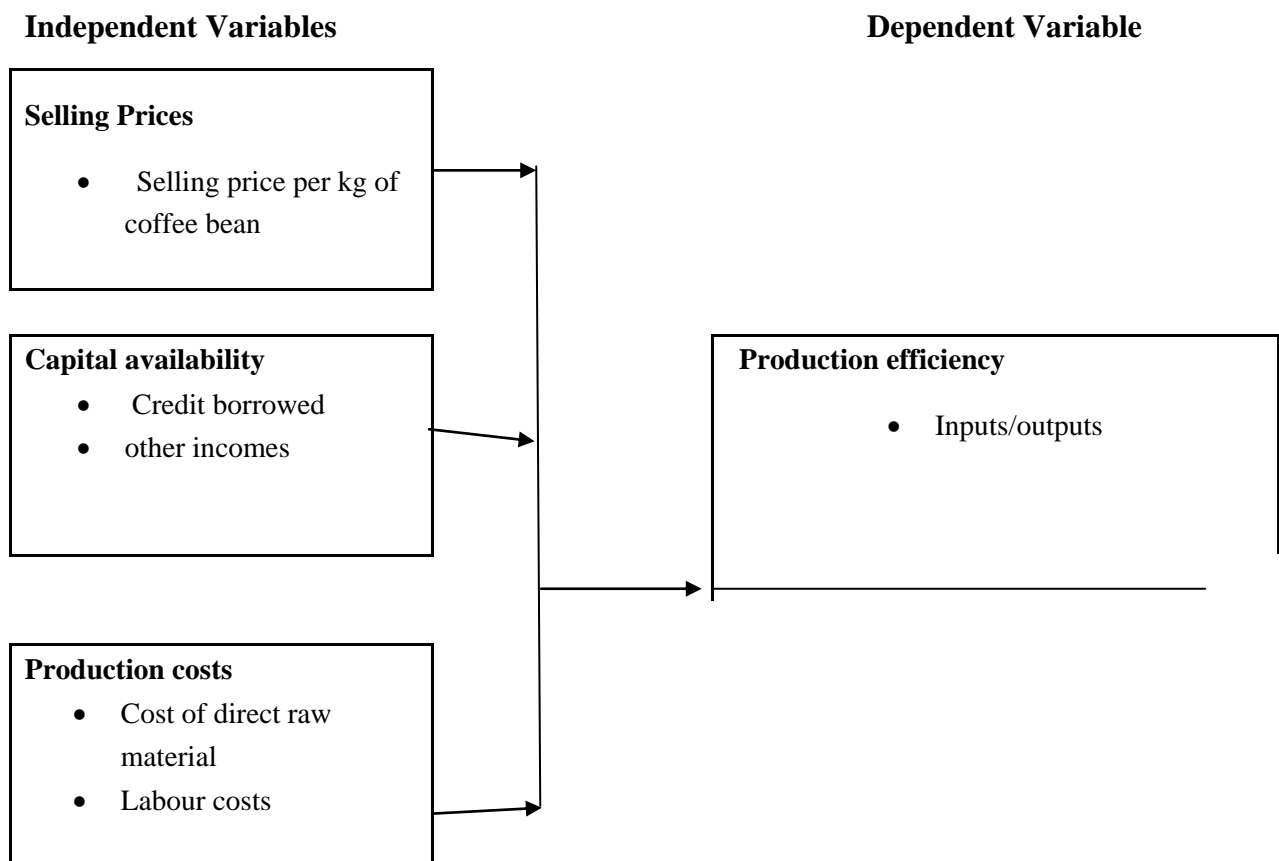 Independent Variables
Dependent Variable
Selling Prices
• Selling price per kg of
coffee bean
Capital availability
• Credit borrowed
• other incomes
Production efficiency
• Inputs/outputs
Production costs
• Cost of direct raw
material
• Labour costs